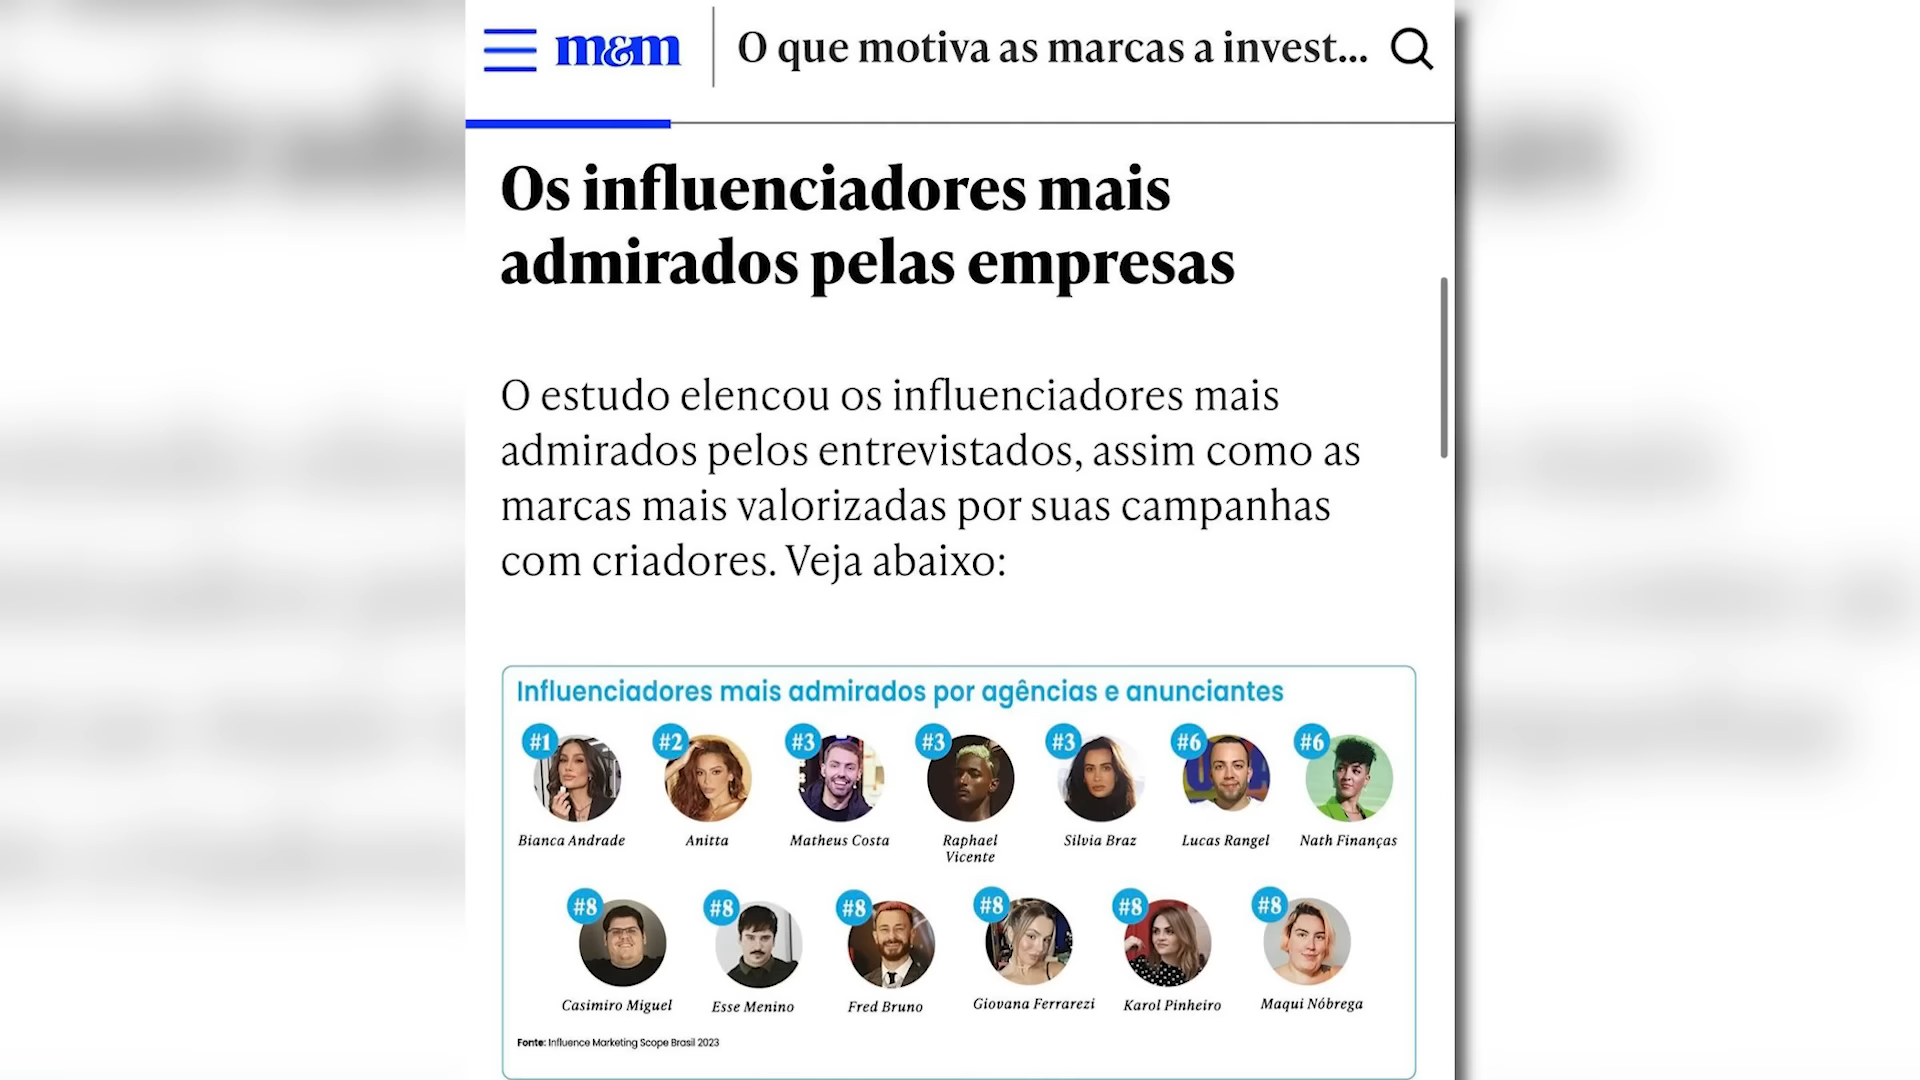 m&m
O que motiva as marcas a invest...
Os influenciadores mais
admirados pelas empresas
O estudo elencou os influenciadores mais
admirados pelos entrevistados, assim como as
marcas mais valorizadas por suas campanhas
com criadores. Veja abaixo:
Influenciadores mais admirados por agências e anunciantes
#1 #2 #3 #3 #3 #6 #6
Bianca Andrade Anitta Matheus Costa Raphael Silvia Braz Lucas Rangel Nath Finanças
Vicente
#8 #8 #8 #8 #8 #8
Casimiro Miguel Esse Menino Fred Bruno Giovana Ferrarezi Karol Pinheiro Maqui Nóbrega
Fonte: Influence Marketing Scope Brasil 2023